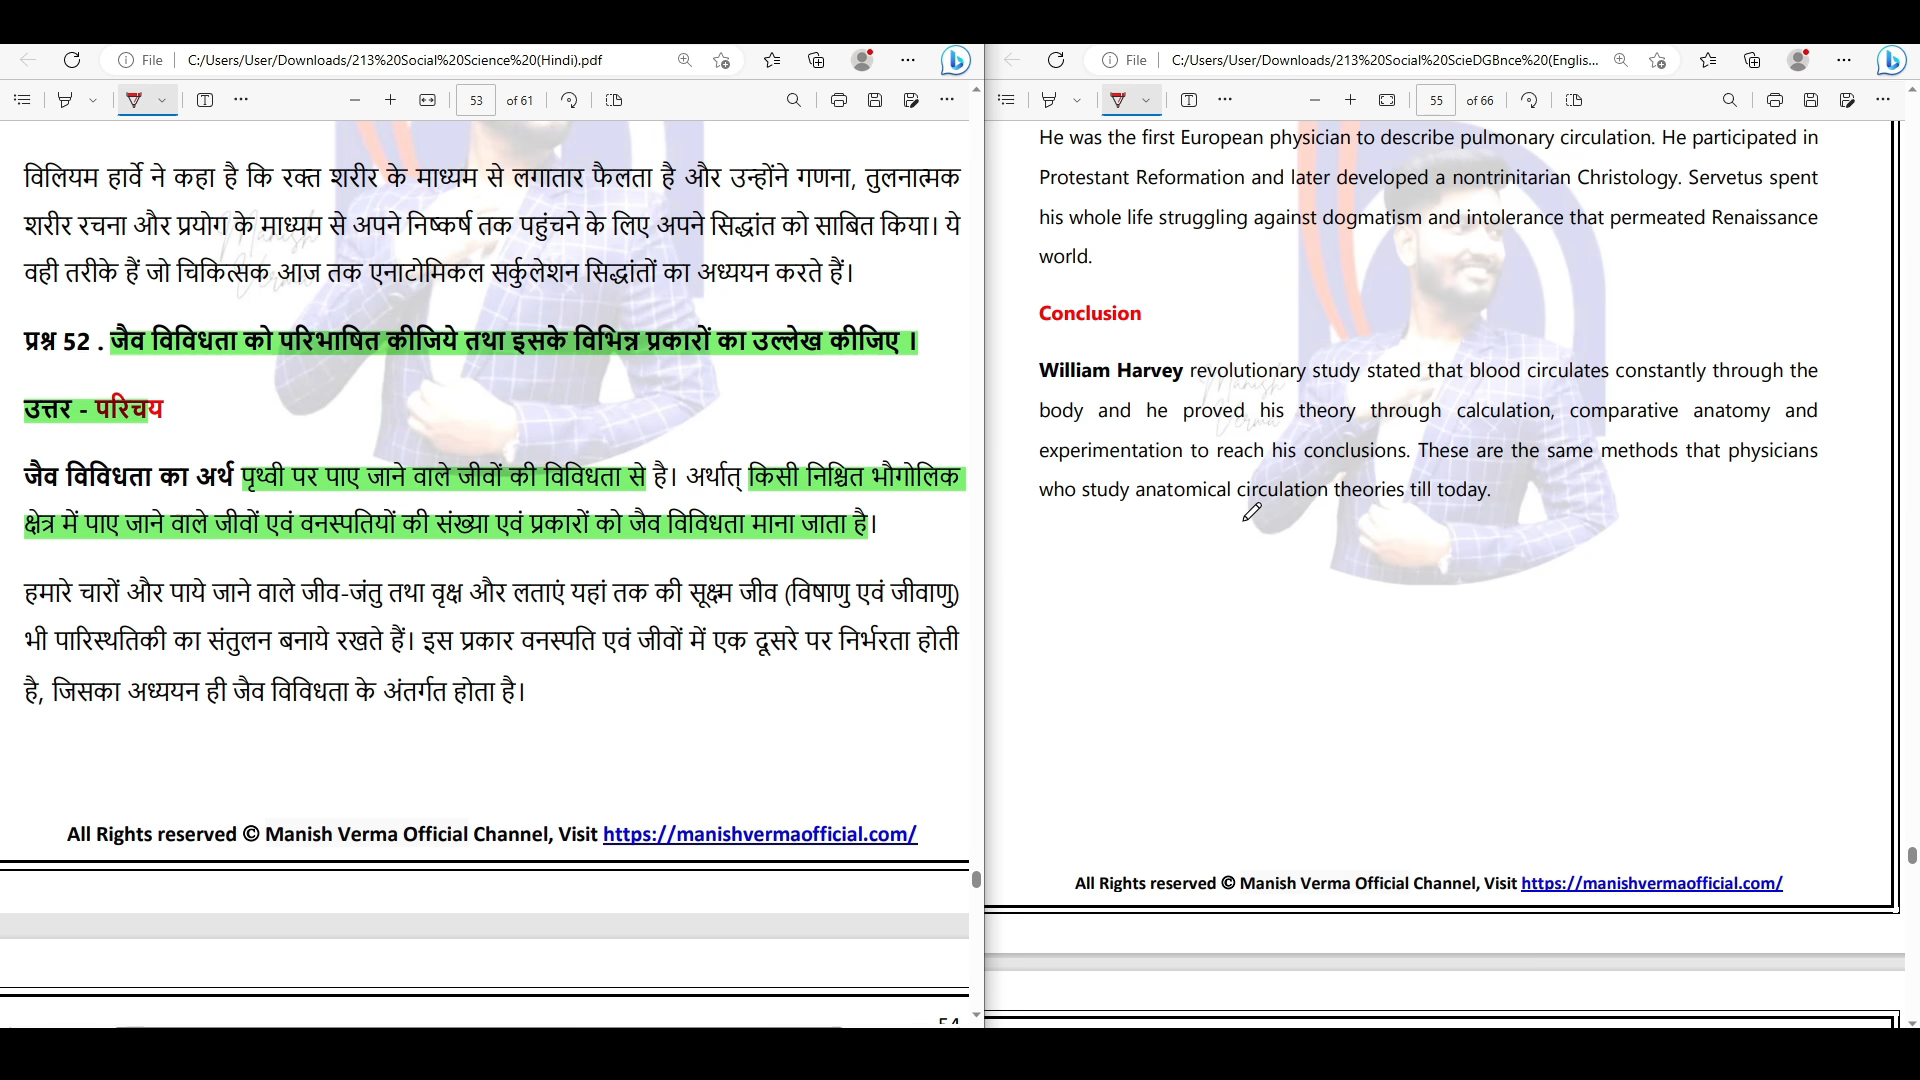 File
C:/Users/User/Downloads/213%20Social%20Science%20(Hindi).pdf
53 of 61
विलियम हार्वे ने कहा है कि रक्त शरीर के माध्यम से लगातार फैलता है और उन्होंने गणना, तुलनात्मक
शरीर रचना और प्रयोग के माध्यम से अपने निष्कर्ष तक पहुंचने के लिए अपने सिद्धांत को साबित किया। ये
वही तरीके हैं जो चिकित्सक आज तक एनाटोमिकल सर्कुलेशन सिद्धांतों का अध्ययन करते हैं।
प्रश्न 52 . जैव विविधता को परिभाषित कीजिये तथा इसके विभिन्न प्रकारों का उल्लेख कीजिए ।
उत्तर - परिचय
जैव विविधता का अर्थ पृथ्वी पर पाए जाने वाले जीवों की विविधता से है। अर्थात् किसी निश्चित भौगोलिक
क्षेत्र में पाए जाने वाले जीवों एवं वनस्पतियों की संख्या एवं प्रकारों को जैव विविधता माना जाता है।
हमारे चारों और पाये जाने वाले जीव-जंतु तथा वृक्ष और लताएं यहां तक की सूक्ष्म जीव (विषाणु एवं जीवाणु)
भी पारिस्थतिकी का संतुलन बनाये रखते हैं। इस प्रकार वनस्पति एवं जीवों में एक दूसरे पर निर्भरता होती
है, जिसका अध्ययन ही जैव विविधता के अंतर्गत होता है।
All Rights reserved © Manish Verma Official Channel, Visit https://manishvermaofficial.com/
File
C:/Users/User/Downloads/213%20Social%20ScieDGBnce%20(Englis...
55 of 66
He was the first European physician to describe pulmonary circulation. He participated in
Protestant Reformation and later developed a nontrinitarian Christology. Servetus spent
his whole life struggling against dogmatism and intolerance that permeated Renaissance
world.
Conclusion
William Harvey revolutionary study stated that blood circulates constantly through the
body and he proved his theory through calculation, comparative anatomy and
experimentation to reach his conclusions. These are the same methods that physicians
who study anatomical circulation theories till today.
Manish
Verma
All Rights reserved © Manish Verma Official Channel, Visit https://manishvermaofficial.com/